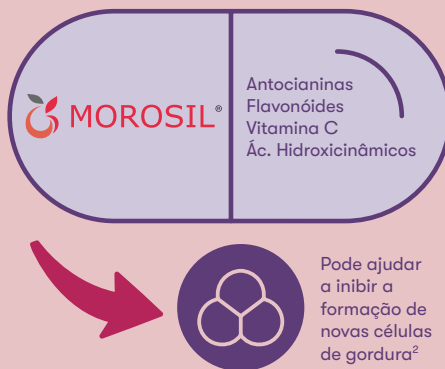 MOROSIL®
Antocianinas
Flavonóides
Vitamina C
Ác. Hidroxicinâmicos
Pode ajudar
a inibir a
formação de
novas células
de gordura²